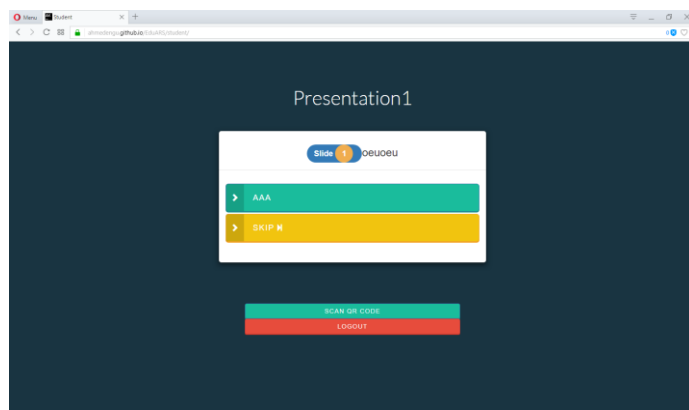 Menu Student
Presentation1
Slide 1 oeuoeu
AAA
SKIP
SCAN QR CODE
LOGOUT